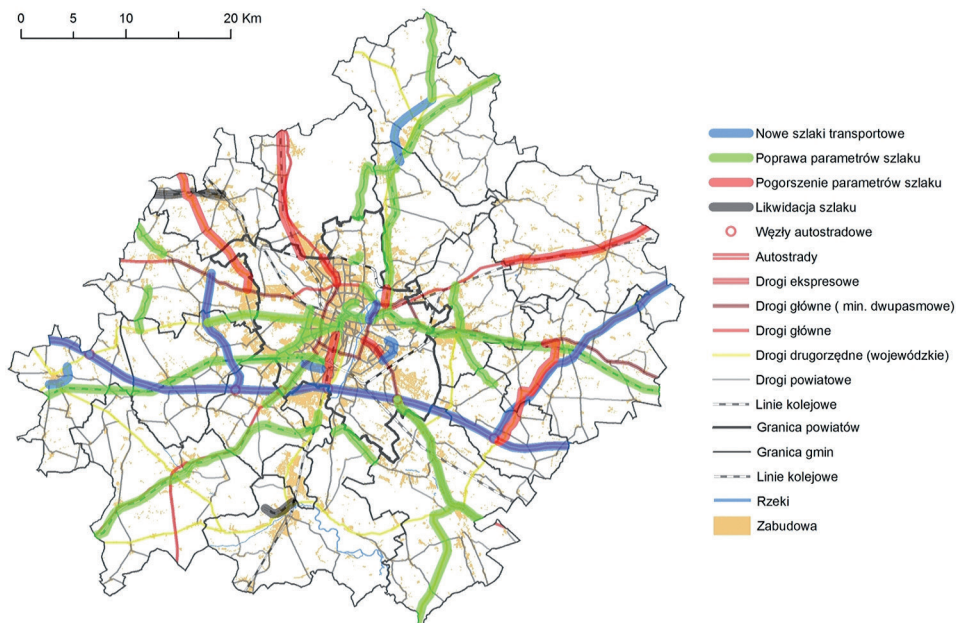 0 5 10 20 Km
Nowe szlaki transportowe
Poprawa parametrów szlaku
Pogorszenie parametrów szlaku
Likwidacja szlaku
Węzły autostradowe
Autostrady
Drogi ekspresowe
Drogi główne ( min. dwupasmowe)
Drogi główne
Drogi drugorzędne (wojewódzkie)
Drogi powiatowe
Linie kolejowe
Granica powiatów
Granica gmin
Linie kolejowe
Rzeki
Zabudowa